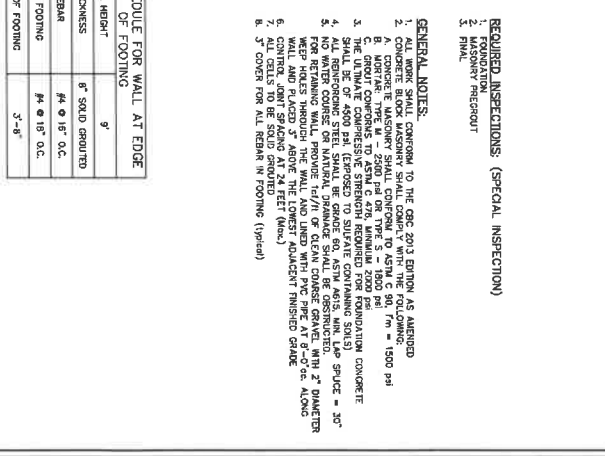 REQUIRED INSPECTIONS: (SPECIAL INSPECTION)
1. FOUNDATION
2. MASONRY PREGROUT
3. FINAL
GENERAL NOTES:
1. ALL WORK SHALL CONFORM TO THE CBC 2013 EDITION AS AMENDED
2. CONCRETE BLOCK MASONRY SHALL COMPLY WITH THE FOLLOWING:
A. CONCRETE MASONRY SHALL CONFORM TO ASTM C 90, f'm = 1500 psi
B. MORTAR: TYPE M - 2500 psi OR TYPE S - 1800 psi
C. GROUT CONFORMS TO ASTM C 476, MINIMUM 2000 psi
3. THE ULTIMATE COMPRESSIVE STRENGTH REQUIRED FOR FOUNDATION CONCRETE
SHALL BE OF 4500 psi. (EXPOSED TO SULFATE CONTAINING SOILS)
4. ALL REINFORCING STEEL SHALL BE GRADE 60, ASTM A615, MIN. LAP SPLICE = 30"
5. NO WATER COURSE OR NATURAL DRAINAGE SHALL BE OBSTRUCTED.
FOR RETAINING WALL, PROVIDE 1cf/ft OF CLEAN COARSE GRAVEL WITH 2" DIAMETER
WEEP HOLES THROUGH THE WALL AND LINED WITH PVC PIPE AT 8'-0"oc. ALONG
WALL AND PLACED 3" ABOVE THE LOWEST ADJACENT FINISHED GRADE
6. CONTROL JOINT SPACING AT 24 FEET (Max.)
7. ALL CELLS TO BE SOLID GROUTED
8. 3" COVER FOR ALL REBAR IN FOOTING (typical)
DULE FOR WALL AT EDGE
OF FOOTING
HEIGHT 9'
CKNESS 8" SOLID GROUTED
EBAR #4 @ 16" O.C.
FOOTING #4 @ 18" O.C.
OF FOOTING 3'-8"